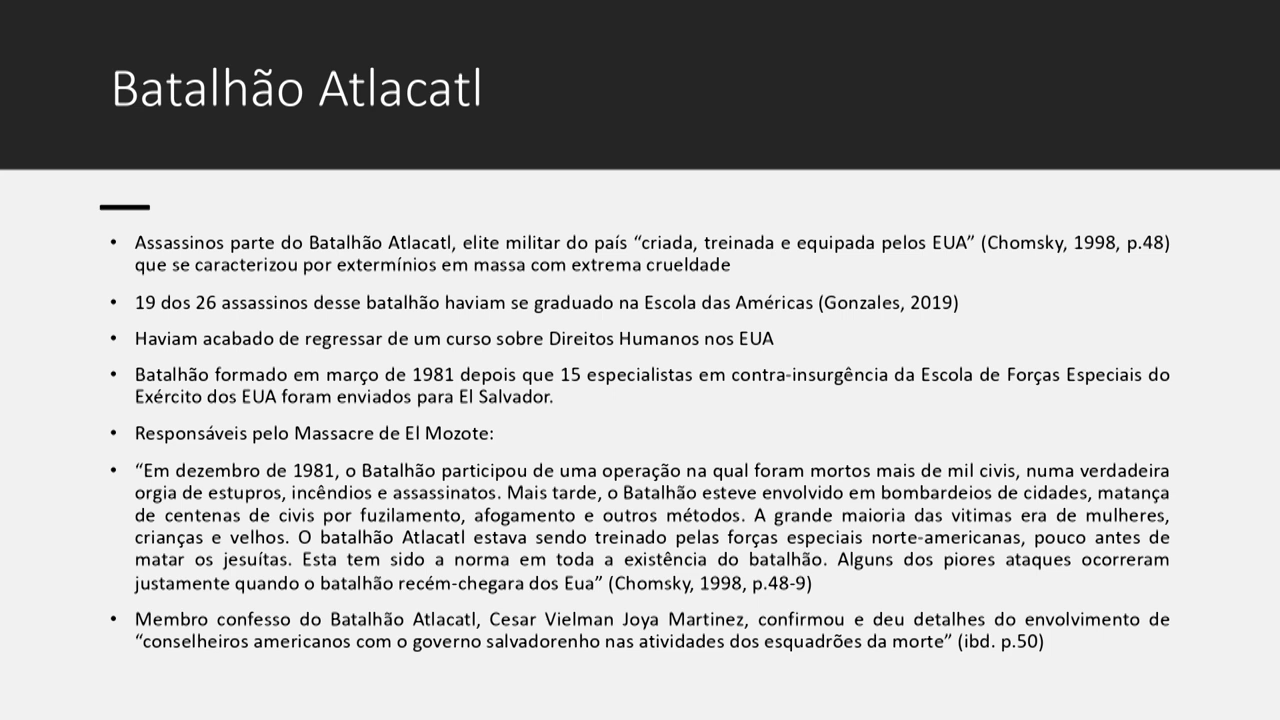 Batalhão Atlacatl
• Assassinos parte do Batalhão Atlacatl, elite militar do país “criada, treinada e equipada pelos EUA” (Chomsky, 1998, p.48)
que se caracterizou por extermínios em massa com extrema crueldade
• 19 dos 26 assassinos desse batalhão haviam se graduado na Escola das Américas (Gonzales, 2019)
• Haviam acabado de regressar de um curso sobre Direitos Humanos nos EUA
• Batalhão formado em março de 1981 depois que 15 especialistas em contra-insurgência da Escola de Forças Especiais do
Exército dos EUA foram enviados para El Salvador.
• Responsáveis pelo Massacre de El Mozote:
• “Em dezembro de 1981, o Batalhão participou de uma operação na qual foram mortos mais de mil civis, numa verdadeira
orgia de estupros, incêndios e assassinatos. Mais tarde, o Batalhão esteve envolvido em bombardeios de cidades, matança
de centenas de civis por fuzilamento, afogamento e outros métodos. A grande maioria das vitimas era de mulheres,
crianças e velhos. O batalhão Atlacatl estava sendo treinado pelas forças especiais norte-americanas, pouco antes de
matar os jesuítas. Esta tem sido a norma em toda a existência do batalhão. Alguns dos piores ataques ocorreram
justamente quando o batalhão recém-chegara dos Eua” (Chomsky, 1998, p.48-9)
• Membro confesso do Batalhão Atlacatl, Cesar Vielman Joya Martinez, confirmou e deu detalhes do envolvimento de
“conselheiros americanos com o governo salvadorenho nas atividades dos esquadrões da morte” (ibd. p.50)